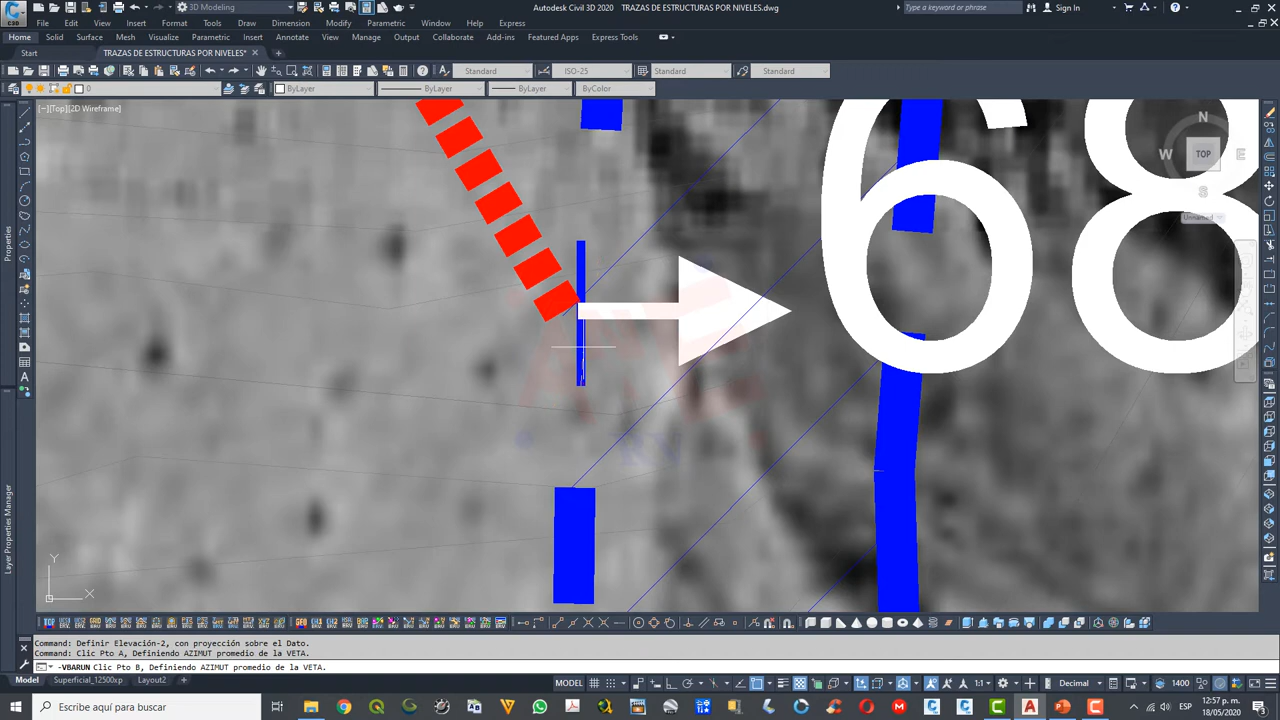 C3D
3D Modeling
Autodesk Civil 3D 2020
TRAZAS DE ESTRUCTURAS POR NIVELES.dwg
Type a keyword or phrase
Sign In
File
Edit
View
Insert
Format
Tools
Draw
Dimension
Modify
Parametric
Window
Help
Express
Home
Solid
Surface
Mesh
Visualize
Parametric
Insert
Annotate
View
Manage
Output
Collaborate
Add-ins
Featured Apps
Express Tools
Start
TRAZAS DE ESTRUCTURAS POR NIVELES*
Standard
ISO-25
Standard
Standard
0
ByLayer
ByLayer
ByLayer
ByColor
[−][Top][2D Wireframe]
68
N
W
TOP
E
S
Unnamed
Properties
Layer Properties Manager
Y
X
Command: Definir Elevación-2, con proyección sobre el Dato.
Command: Clic Pto A, Definiendo AZIMUT promedio de la VETA.
-VBARUN Clic Pto B, Definiendo AZIMUT promedio de la VETA.
Model
Superficial_12500xp
Layout2
MODEL
1:1
Decimal
1400
Escribe aquí para buscar
ESP
12:57 p. m.
18/05/2020